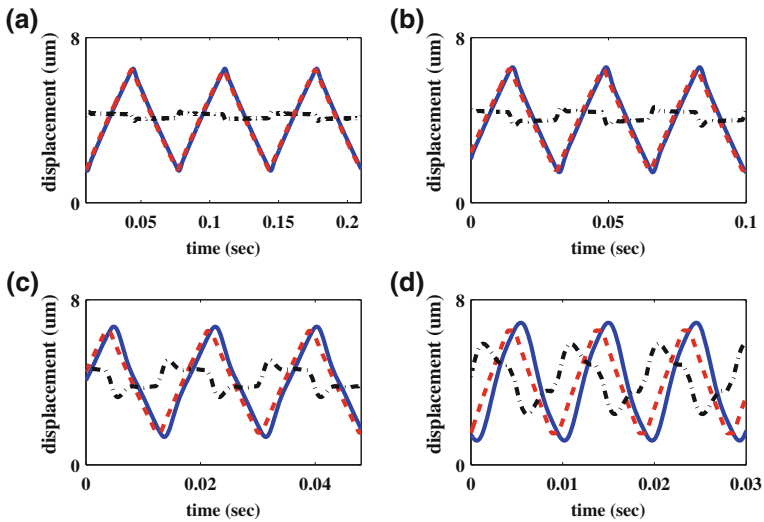 (a)
8
displacement (um)
0
0.05
0.1
0.15
0.2
time (sec)
(b)
8
displacement (um)
0
0
0.05
0.1
time (sec)
(c)
8
displacement (um)
0
0
0.02
0.04
time (sec)
(d)
8
displacement (um)
0
0
0.01
0.02
0.03
time (sec)